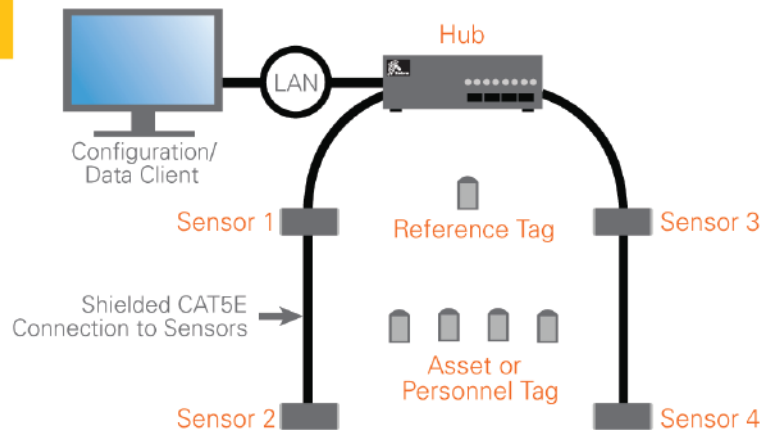 Hub
LAN
Configuration/
Data Client
Sensor 1
Reference Tag
Sensor 3
Shielded CAT5E
Connection to Sensors
Asset or
Personnel Tag
Sensor 2
Sensor 4